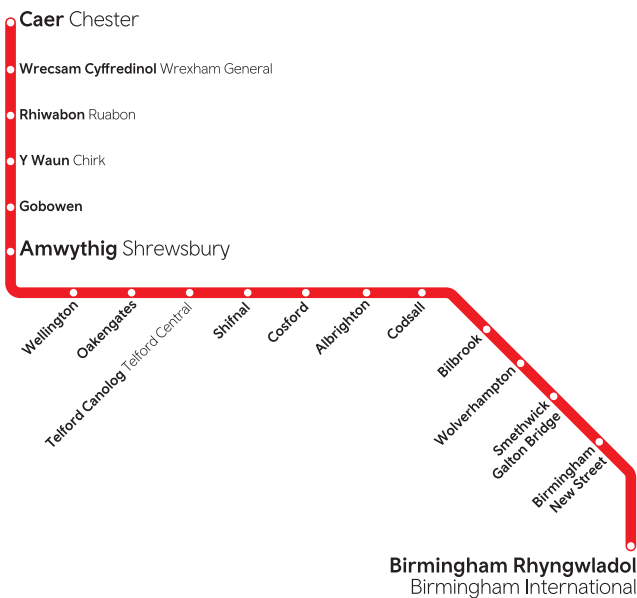 Caer Chester
Wrecsam Cyffredinol Wrexham General
Rhiwabon Ruabon
Y Waun Chirk
Gobowen
Amwythig Shrewsbury
Wellington
Oakengates
Telford Canolog Telford Central
Shifnal
Cosford
Albrighton
Codsall
Bilbrook
Wolverhampton
Smethwick
Galton Bridge
Birmingham
New Street
Birmingham Rhyngwladol
Birmingham International